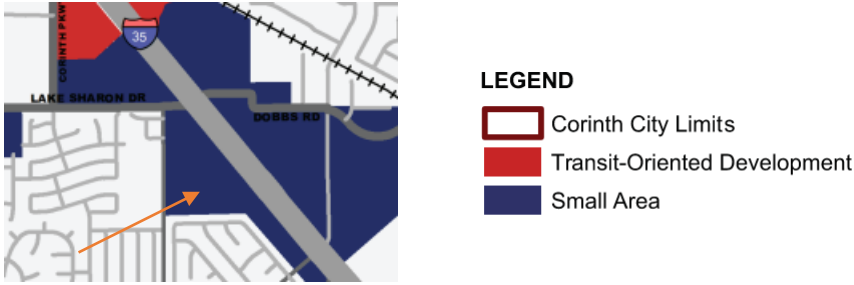 CORINTH PKWY
35
LAKE SHARON DR
DOBBS RD
LEGEND
Corinth City Limits
Transit-Oriented Development
Small Area